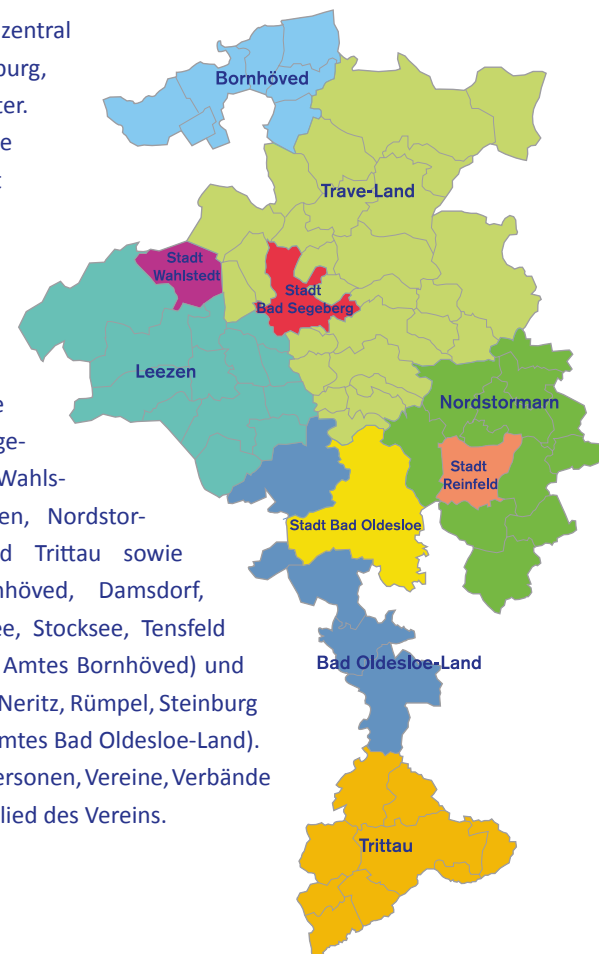 zentral
burg,
ter.
e
t
e
ge-
Wahls-
en, Nordstor-
d Trittau sowie
nhöved, Damsdorf,
ee, Stocksee, Tensfeld
Amtes Bornhöved) und
Neritz, Rümpel, Steinburg
mtes Bad Oldesloe-Land).
ersonen, Vereine, Verbände
lied des Vereins.
Bornhöved
Trave-Land
Stadt
Wahlstedt
Stadt
Bad Segeberg
Leezen
Nordstormarn
Stadt
Reinfeld
Stadt Bad Oldesloe
Bad Oldesloe-Land
Trittau